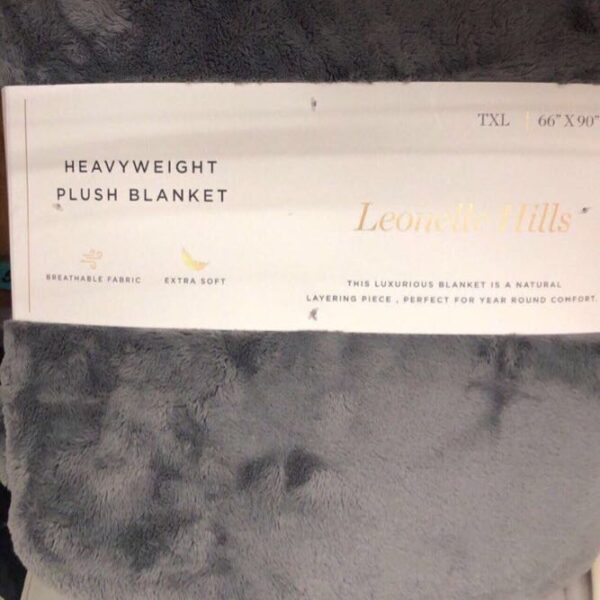 TXL 66" X 90"
HEAVYWEIGHT
PLUSH BLANKET
Leonelle Hills
BREATHABLE FABRIC EXTRA SOFT
THIS LUXURIOUS BLANKET IS A NATURAL
LAYERING PIECE , PERFECT FOR YEAR ROUND COMFORT.